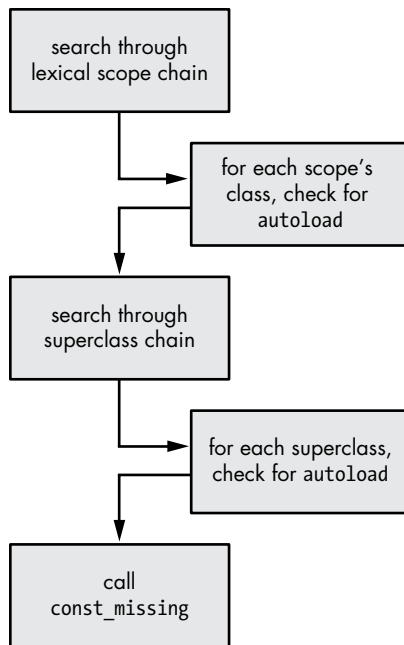 search through
lexical scope chain
for each scope’s
class, check for
autoload
search through
superclass chain
for each superclass,
check for autoload
call
const_missing